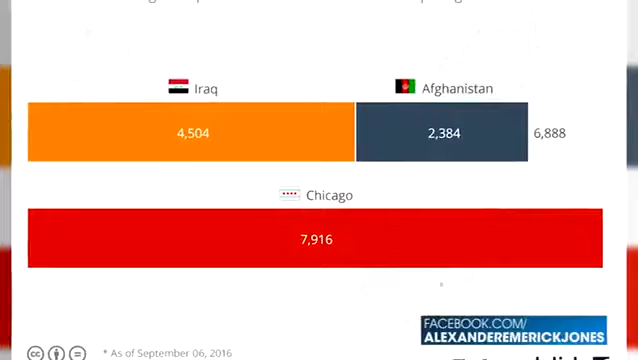 Iraq
Afghanistan
4,504
2,384
6,888
Chicago
7,916
FACEBOOK.COM/
ALEXANDEREMERICKJONES
* As of September 06, 2016